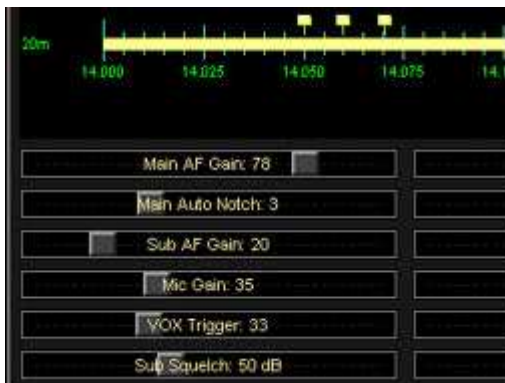 20m
14.000 14.025 14.050 14.075
Main AF Gain: 78
Main Auto Notch: 3
Sub AF Gain: 20
Mic Gain: 35
VOX Trigger: 33
Sub Squelch: 50 dB